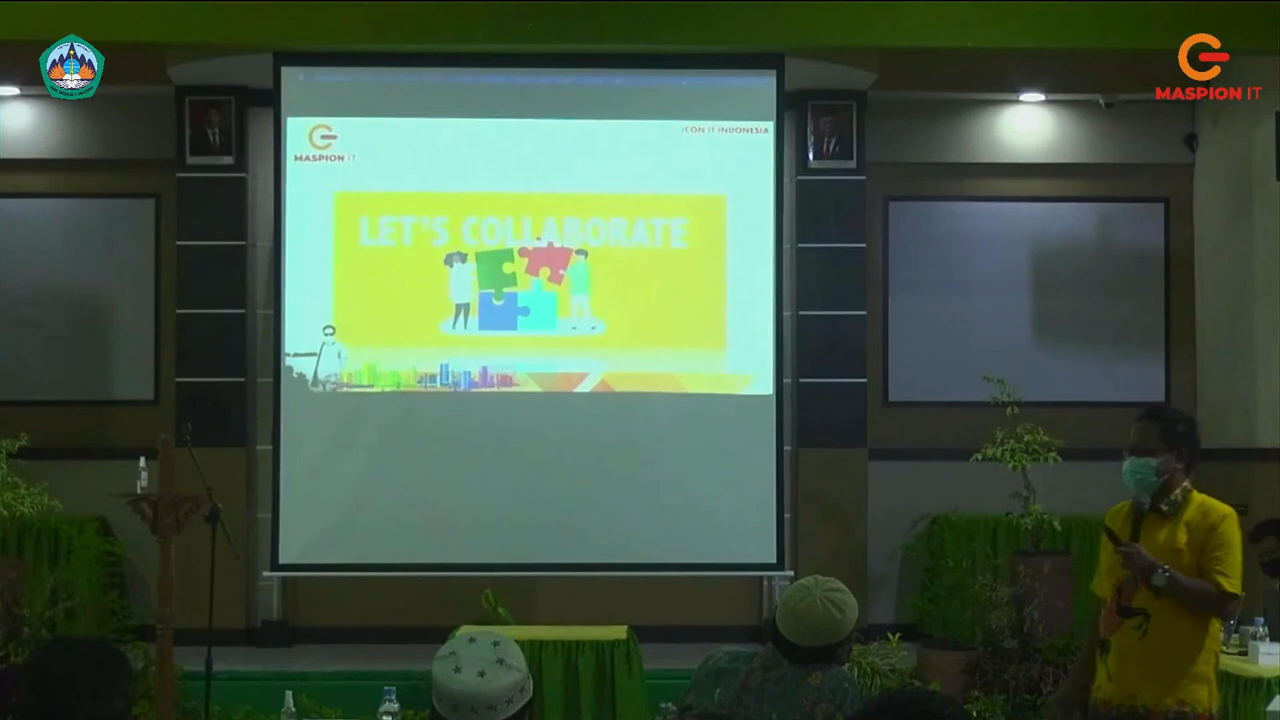 MASPION IT
MASPION IT
ICON IT INDONESIA
LET'S COLLABORATE